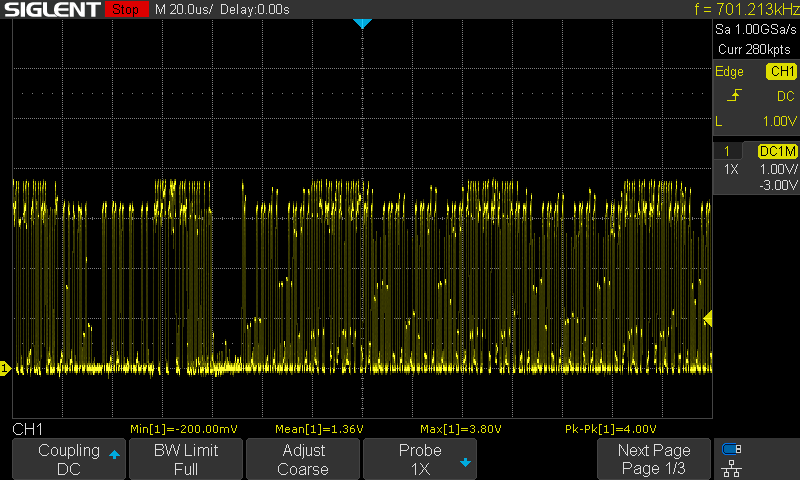 SIGLENT Stop M 20.0us/ Delay:0.00s f = 701.213kHz
Sa 1.00GSa/s
Curr 280kpts
Edge CH1
DC
L 1.00V
1 DC1M
1X 1.00V/
-3.00V
1
CH1 Min[1]=-200.00mV Mean[1]=1.36V Max[1]=3.80V Pk-Pk[1]=4.00V
Coupling BW Limit Adjust Probe Next Page
DC Full Coarse 1X Page 1/3